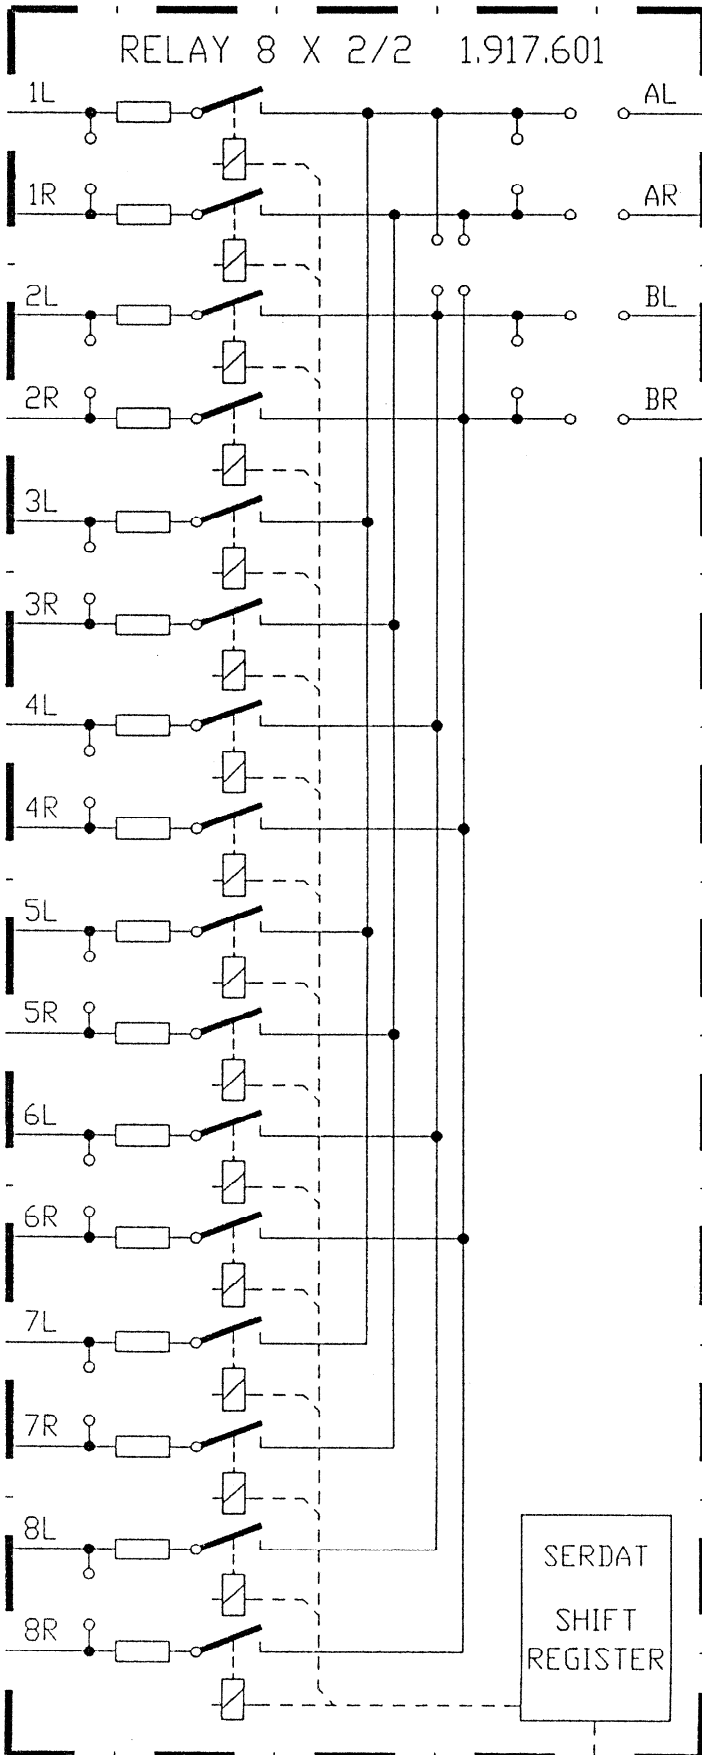 RELAY 8 X 2/2 1.917.601
1L AL
1R AR
2L BL
2R BR
3L
3R
4L
4R
5L
5R
6L
6R
7L
7R
8L
8R
SERDAT
SHIFT
REGISTER